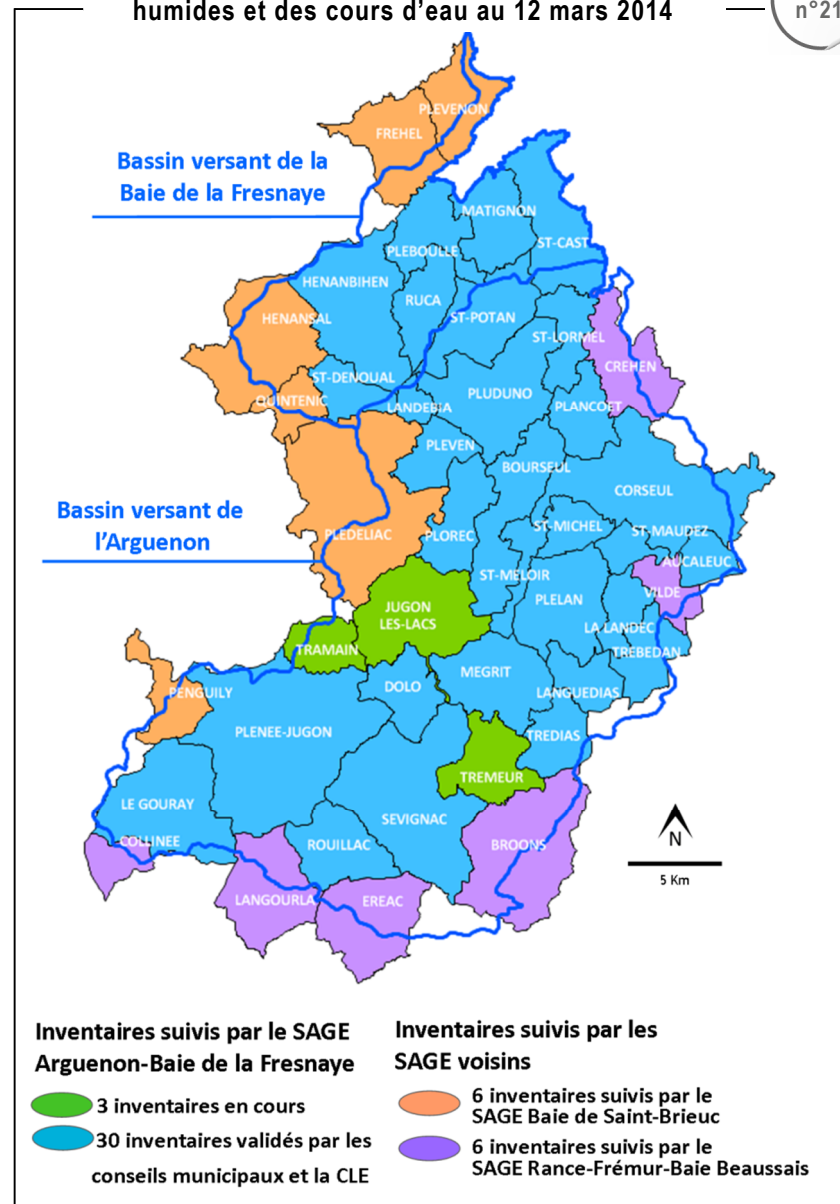 humides et des cours d'eau au 12 mars 2014
n°21
PLEVENON
FREHEL
Bassin versant de la
Baie de la Fresnaye
MATIGNON
ST-CAST
PLEBOULLE
HENANBIHEN
RUCA
HENANSAL
ST-POTAN
ST-LORMEL
CREHEN
ST-DENOUAL
QUINTENIC
LANDEBIA
PLUDUNO
PLANCOET
PLEVEN
BOURSEUL
CORSEUL
Bassin versant de
l'Arguenon
PLEDELIAC
PLOREC
ST-MICHEL
ST-MAUDEZ
AUCALEUC
ST-MELOIR
VILDE
PLELAN
JUGON
LES-LACS
LA LANDEC
TRAMAIN
TREBEDAN
MEGRIT
DOLO
LANGUEDIAS
PENGUILY
PLENEE-JUGON
TREDIAS
TREMEUR
LE GOURAY
SEVIGNAC
COLLINEE
ROUILLAC
BROONS
N
5 Km
LANGOURLA
EREAC
Inventaires suivis par le SAGE
Arguenon-Baie de la Fresnaye
3 inventaires en cours
30 inventaires validés par les
conseils municipaux et la CLE
Inventaires suivis par les
SAGE voisins
6 inventaires suivis par le
SAGE Baie de Saint-Brieuc
6 inventaires suivis par le
SAGE Rance-Frémur-Baie Beaussais